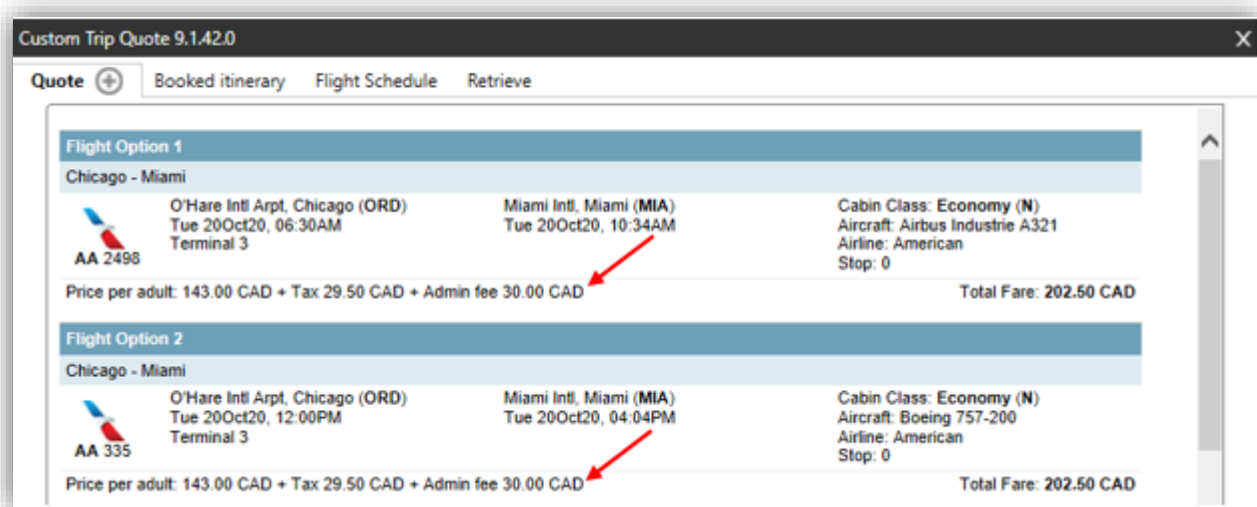 Custom Trip Quote 9.1.42.0 X
Quote Booked itinerary Flight Schedule Retrieve
Flight Option 1
Chicago - Miami
O'Hare Intl Arpt, Chicago (ORD) Miami Intl, Miami (MIA) Cabin Class: Economy (N)
Tue 20Oct20, 06:30AM Tue 20Oct20, 10:34AM Aircraft: Airbus Industrie A321
Terminal 3 Airline: American
AA 2498 Stop: 0
Price per adult: 143.00 CAD + Tax 29.50 CAD + Admin fee 30.00 CAD Total Fare: 202.50 CAD
Flight Option 2
Chicago - Miami
O'Hare Intl Arpt, Chicago (ORD) Miami Intl, Miami (MIA) Cabin Class: Economy (N)
Tue 20Oct20, 12:00PM Tue 20Oct20, 04:04PM Aircraft: Boeing 757-200
Terminal 3 Airline: American
AA 335 Stop: 0
Price per adult: 143.00 CAD + Tax 29.50 CAD + Admin fee 30.00 CAD Total Fare: 202.50 CAD